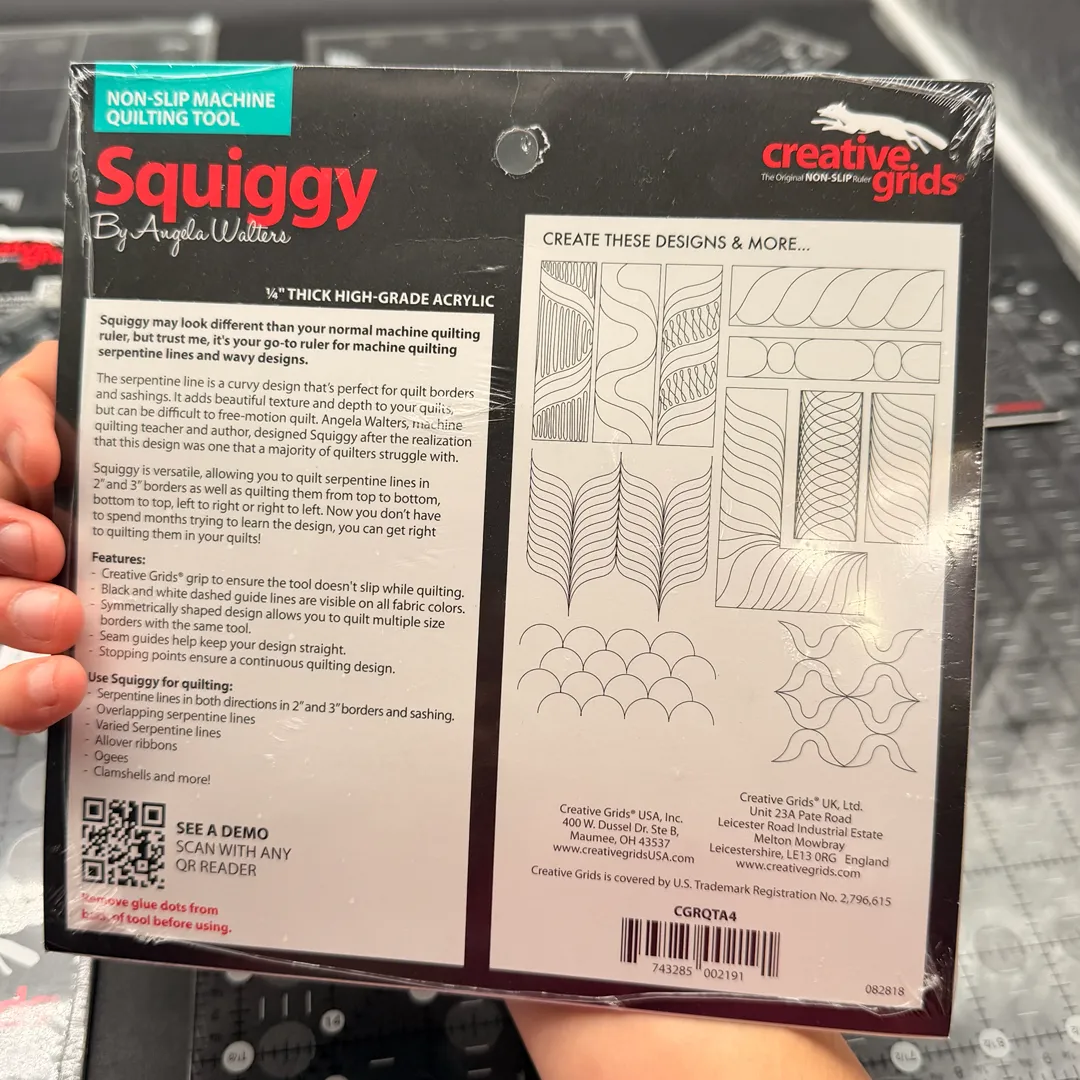 NON-SLIP MACHINE
QUILTING TOOL
Squiggy
By Angela Walters
¼" THICK HIGH-GRADE ACRYLIC
Squiggy may look different than your normal machine quilting
ruler, but trust me, it's your go-to ruler for machine quilting
serpentine lines and wavy designs.
The serpentine line is a curvy design that's perfect for quilt borders
and sashings. It adds beautiful texture and depth to your quilts,
but can be difficult to free-motion quilt. Angela Walters, machine
quilting teacher and author, designed Squiggy after the realization
that this design was one that a majority of quilters struggle with.
Squiggy is versatile, allowing you to quilt serpentine lines in
2" and 3" borders as well as quilting them from top to bottom,
bottom to top, left to right or right to left. Now you don't have
to spend months trying to learn the design, you can get right
to quilting them in your quilts!
Features:
- Creative Grids® grip to ensure the tool doesn't slip while quilting.
- Black and white dashed guide lines are visible on all fabric colors.
- Symmetrically shaped design allows you to quilt multiple size
borders with the same tool.
- Seam guides help keep your design straight.
- Stopping points ensure a continuous quilting design.
Use Squiggy for quilting:
- Serpentine lines in both directions in 2" and 3" borders and sashing.
- Overlapping serpentine lines
- Varied Serpentine lines
- Allover ribbons
- Ogees
- Clamshells and more!
SEE A DEMO
SCAN WITH ANY
QR READER
Remove glue dots from
back of tool before using.
creative
grids®
The Original NON-SLIP Ruler
CREATE THESE DESIGNS & MORE...
Creative Grids® USA, Inc.
400 W. Dussel Dr. Ste B,
Maumee, OH 43537
www.creativegridsUSA.com
Creative Grids® UK, Ltd.
Unit 23A Pate Road
Leicester Road Industrial Estate
Melton Mowbray
Leicestershire, LE13 0RG England
www.creativegrids.com
Creative Grids is covered by U.S. Trademark Registration No. 2,796,615
CGRQTA4
743285 002191
082818